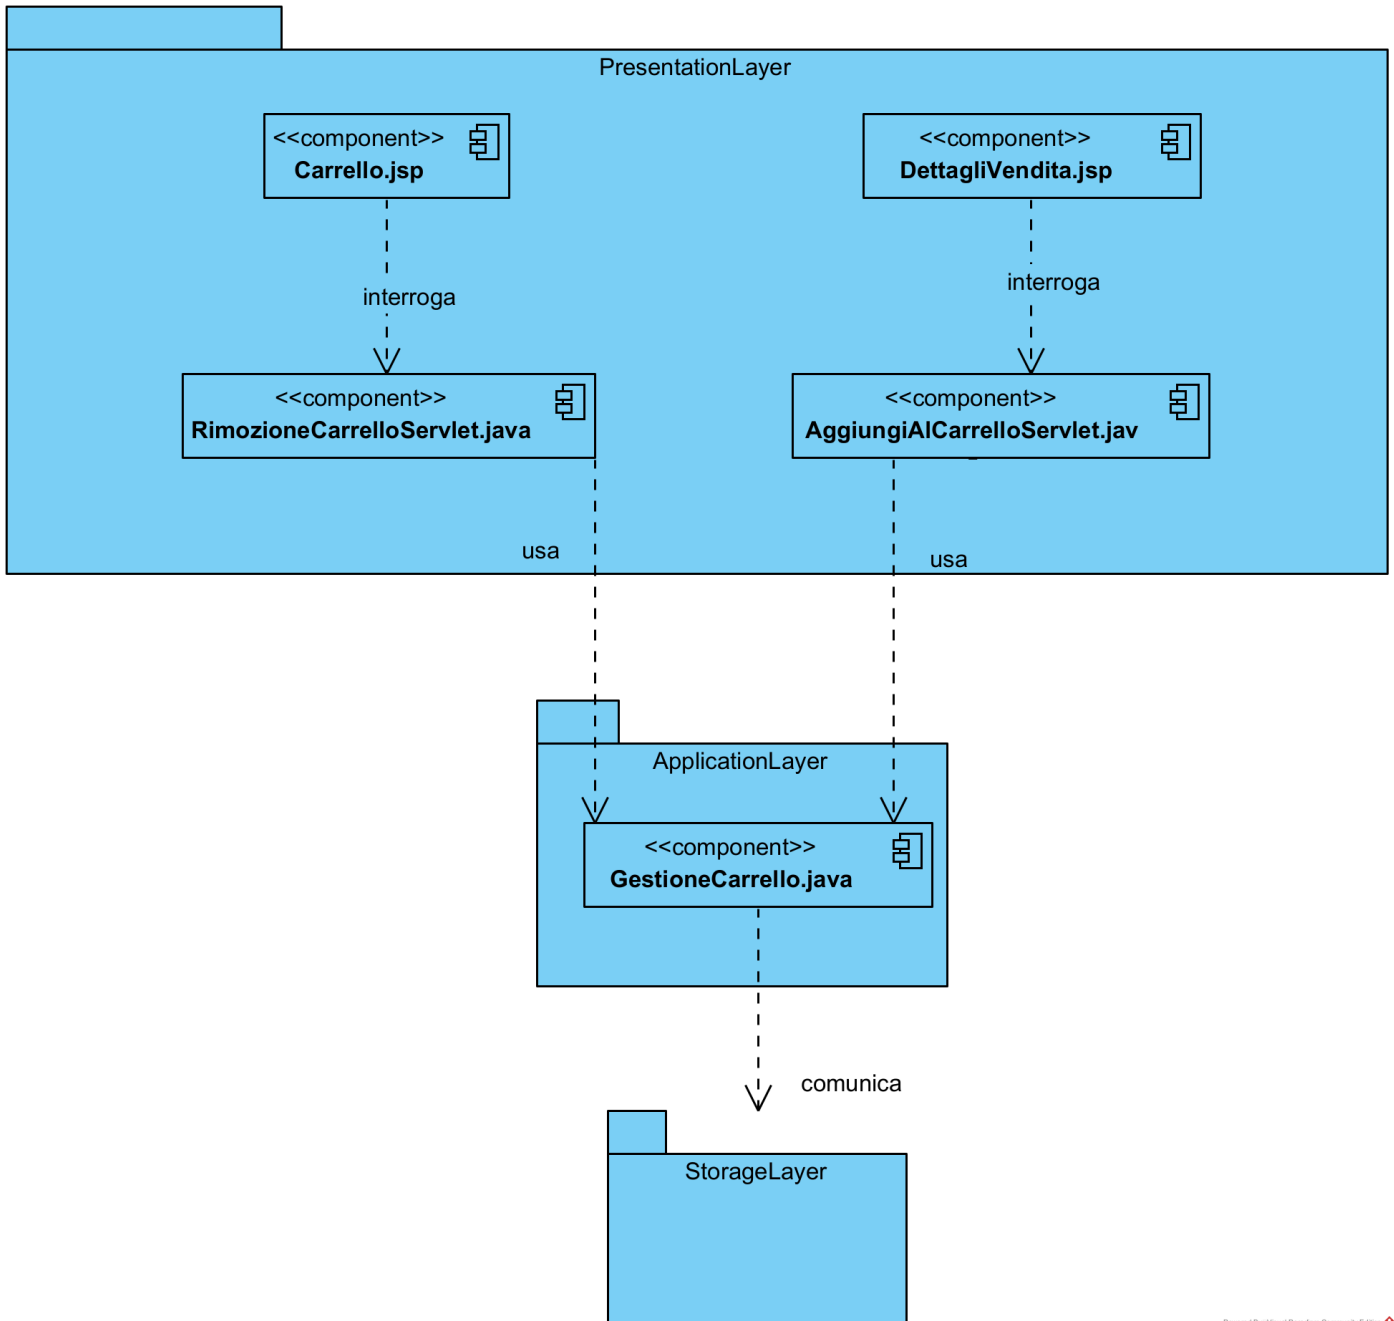 PresentationLayer
<<component>>
Carrello.jsp
<<component>>
DettagliVendita.jsp
interroga
interroga
<<component>>
RimozioneCarrelloServlet.java
<<component>>
AggiungiAlCarrelloServlet.jav
usa
usa
ApplicationLayer
<<component>>
GestioneCarrello.java
comunica
StorageLayer